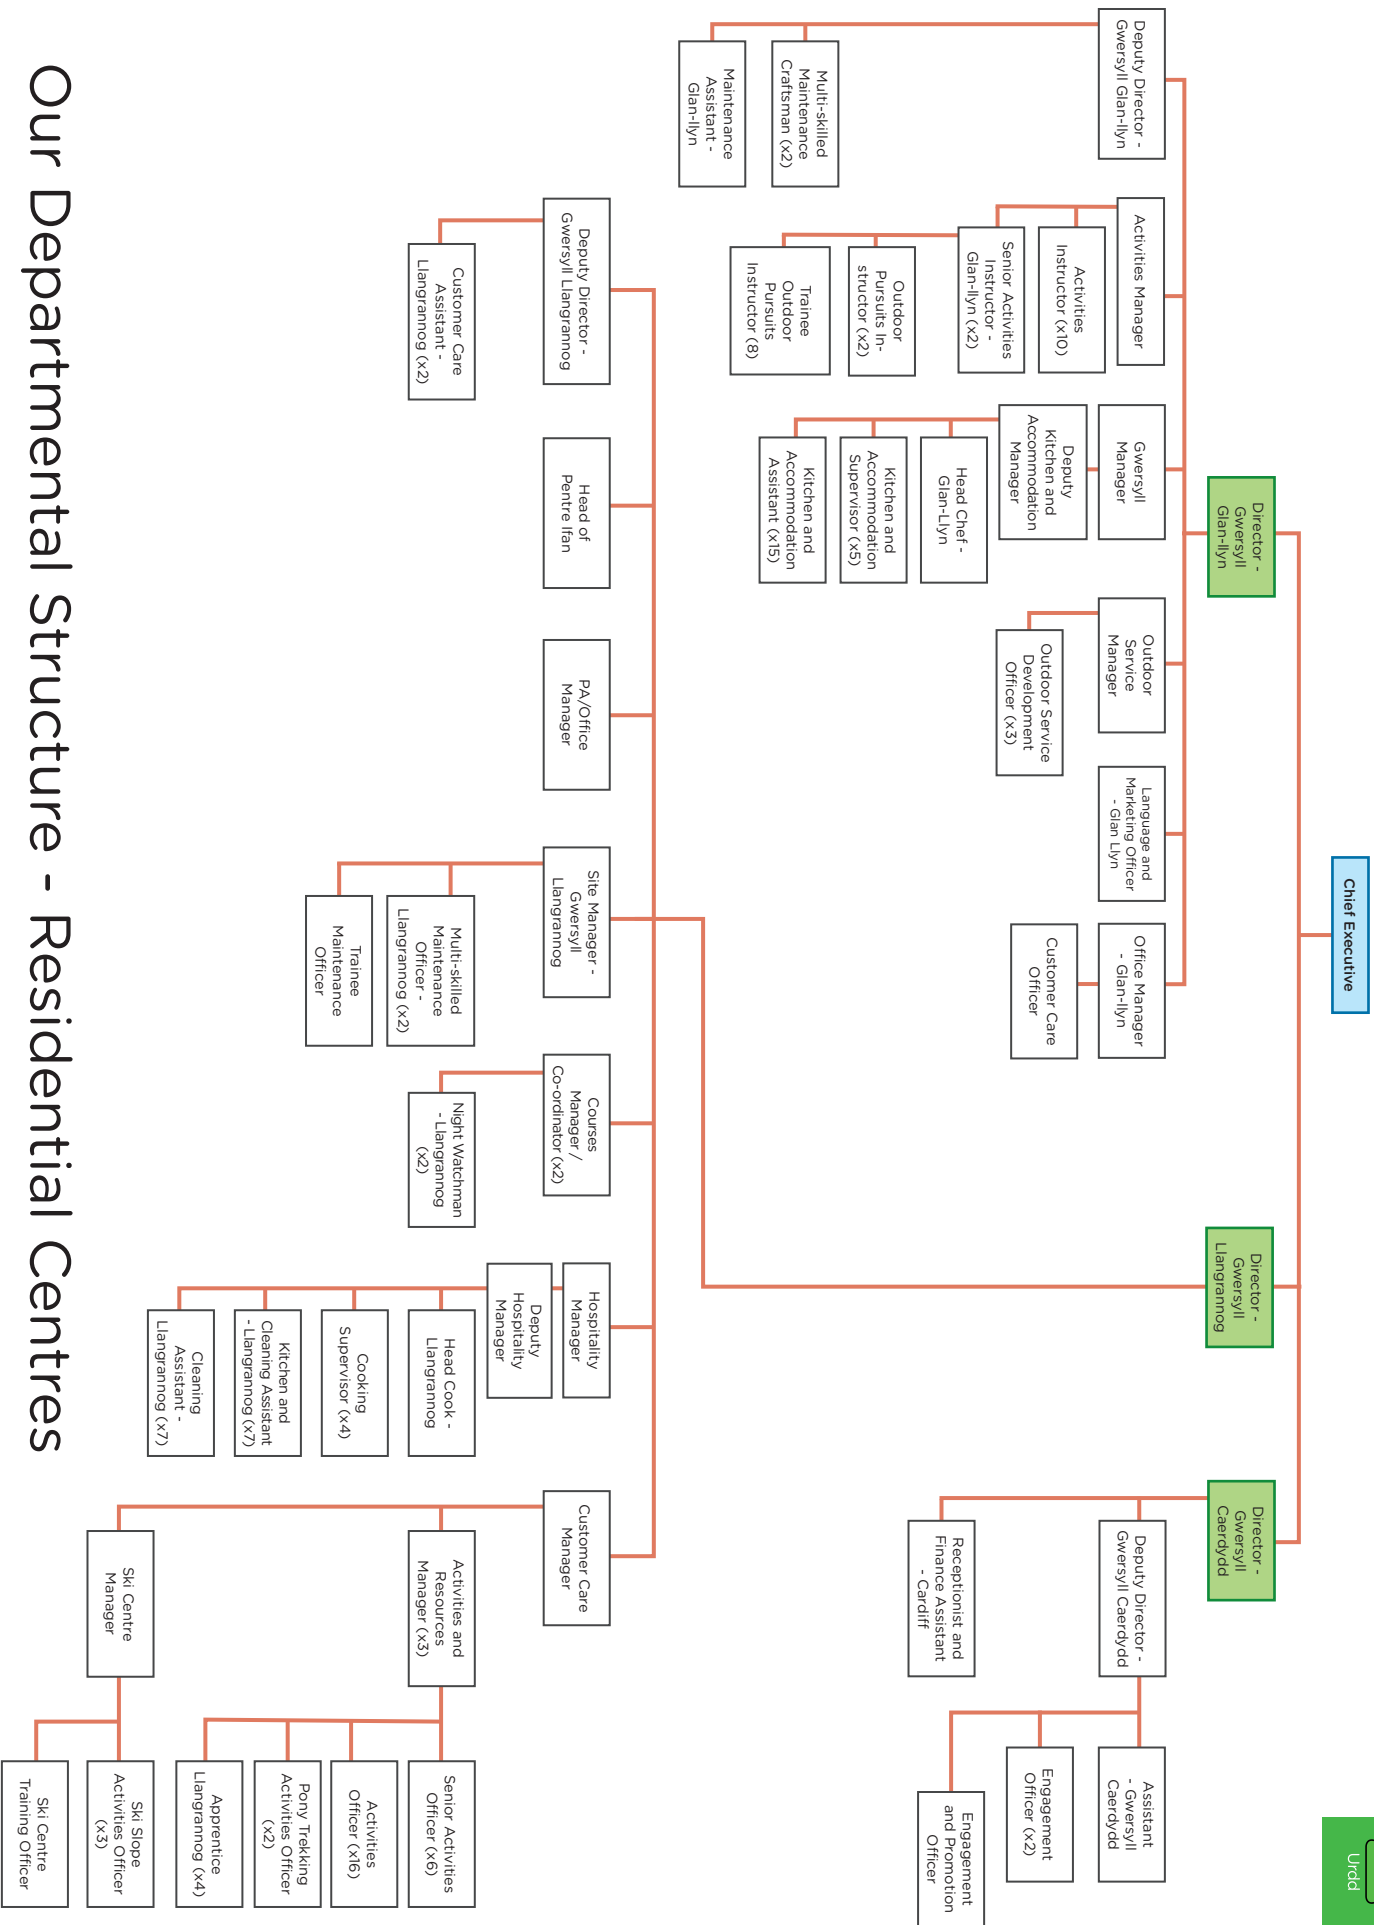 Our Departmental Structure - Residential Centres
Urdd
Chief Executive
Director -
Gwersyll
Glan-llyn
Director -
Gwersyll
Llangrannog
Director -
Gwersyll
Caerdydd
Deputy Director -
Gwersyll Glan-llyn
Multi-skilled
Maintenance
Craftsman (x2)
Maintenance
Assistant -
Glan-llyn
Activities Manager
Activities
Instructor (x10)
Senior Activities
Instructor -
Glan-llyn (x2)
Outdoor
Pursuits In-
structor (x2)
Trainee
Outdoor
Pursuits
Instructor (8)
Gwersyll
Manager
Deputy
Kitchen and
Accommodation
Manager
Head Chef -
Glan-Llyn
Kitchen and
Accommodation
Supervisor (x5)
Kitchen and
Accommodation
Assistant (x15)
Outdoor
Service
Manager
Outdoor Service
Development
Officer (x3)
Language and
Marketing Officer
- Glan Llyn
Office Manager
- Glan-llyn
Customer Care
Officer
Deputy Director -
Gwersyll Caerdydd
Receptionist and
Finance Assistant
- Cardiff
Assistant
- Gwersyll
Caerdydd
Engagement
Officer (x2)
Engagement
and Promotion
Officer
Deputy Director -
Gwersyll Llangrannog
Customer Care
Assistant -
Llangrannog (x2)
Head of
Pentre Ifan
PA/Office
Manager
Site Manager -
Gwersyll
Llangrannog
Multi-skilled
Maintenance
Officer -
Llangrannog (x2)
Trainee
Maintenance
Officer
Courses
Manager /
Co-ordinator (x2)
Night Watchman
- Llangrannog
(x2)
Hospitality
Manager
Deputy
Hospitality
Manager
Head Cook -
Llangrannog
Cooking
Supervisor (x4)
Kitchen and
Cleaning Assistant
- Llangrannog (x7)
Cleaning
Assistant -
Llangrannog (x7)
Customer Care
Manager
Activities and
Resources
Manager (x3)
Senior Activities
Officer (x6)
Activities
Officer (x16)
Pony Trekking
Activities Officer
(x2)
Apprentice
Llangrannog (x4)
Ski Centre
Manager
Ski Slope
Activities Officer
(x3)
Ski Centre
Training Officer